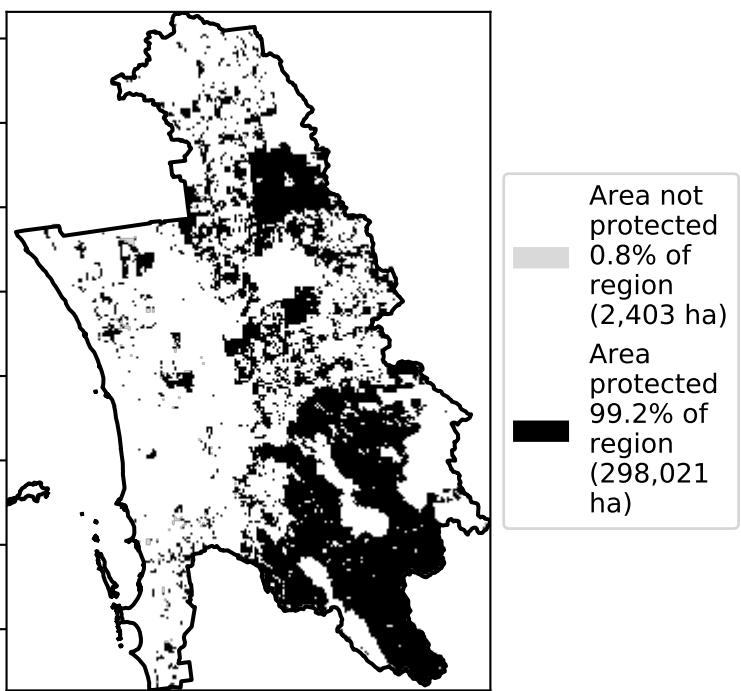 Area not
protected
0.8% of
region
(2,403 ha)
Area
protected
99.2% of
region
(298,021
ha)